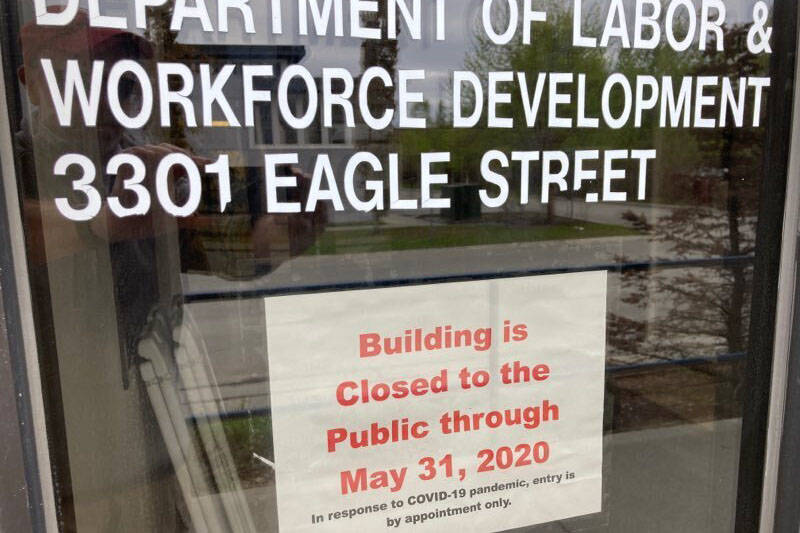 DEPARTMENT OF LABOR &
WORKFORCE DEVELOPMENT
3301 EAGLE STREET
Building is
Closed to the
Public through
May 31, 2020
In response to COVID-19 pandemic, entry is
by appointment only.